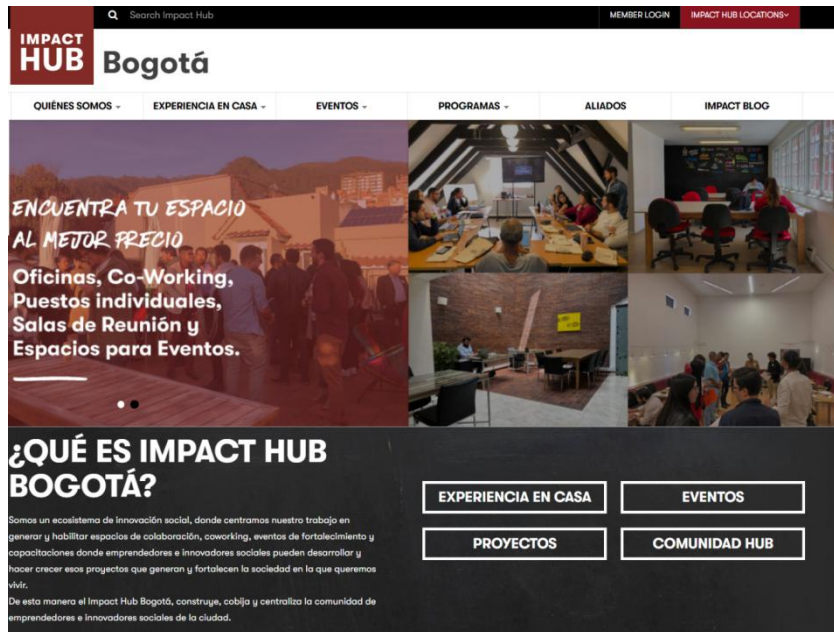 Search Impact Hub
MEMBER LOGIN
IMPACT HUB LOCATIONS
IMPACT
HUB
Bogotá
QUIÉNES SOMOS
EXPERIENCIA EN CASA
EVENTOS
PROGRAMAS
ALIADOS
IMPACT BLOG
ENCUENTRA TU ESPACIO
AL MEJOR PRECIO
Oficinas, Co-Working,
Puestos individuales,
Salas de Reunión y
Espacios para Eventos.
¿QUÉ ES IMPACT HUB
BOGOTÁ?
Somos un ecosistema de innovación social, donde centramos nuestro trabajo en
generar y habilitar espacios de colaboración, coworking, eventos de fortalecimiento y
capacitaciones donde emprendedores e innovadores sociales pueden desarrollar y
hacer crecer esos proyectos que generan y fortalecen la sociedad en la que queremos
vivir.
De esta manera el Impact Hub Bogotá, construye, cobija y centraliza la comunidad de
emprendedores e innovadores sociales de la ciudad.
EXPERIENCIA EN CASA
EVENTOS
PROYECTOS
COMUNIDAD HUB